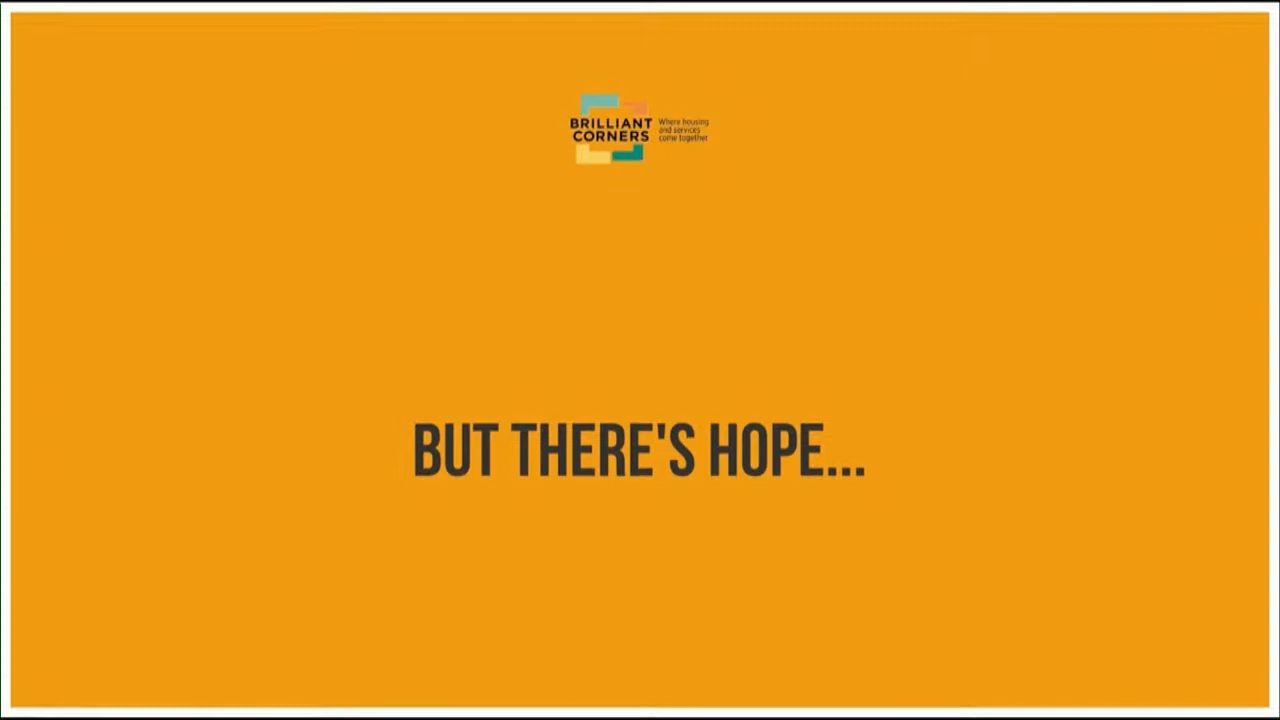 BRILLIANT
CORNERS
Where housing
and services
come together
BUT THERE'S HOPE...